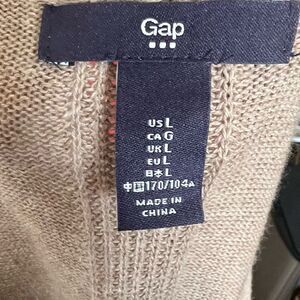 Gap
US L
CA G
UK L
EU L
日本 L
中国 170/104A
MADE IN
CHINA